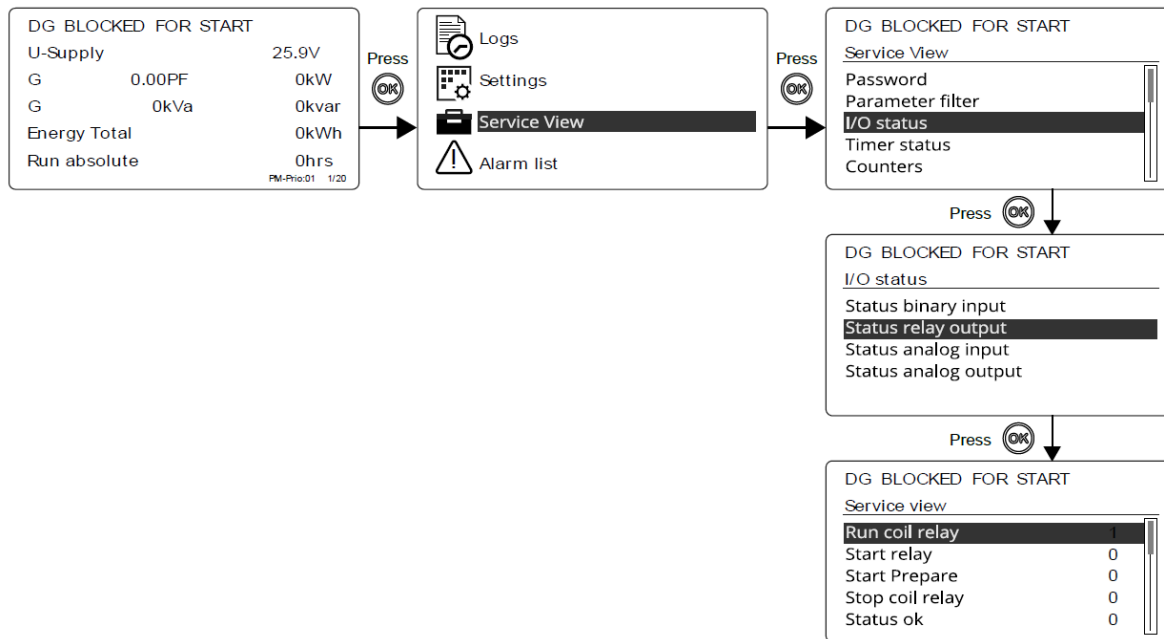 DG BLOCKED FOR START
U-Supply 25.9V
G 0.00PF 0kW
G 0kVa 0kvar
Energy Total 0kWh
Run absolute 0hrs
PM-Prio:01 1/20
Press
OK
Logs
Settings
Service View
Alarm list
Press
OK
DG BLOCKED FOR START
Service View
Password
Parameter filter
I/O status
Timer status
Counters
Press OK
DG BLOCKED FOR START
I/O status
Status binary input
Status relay output
Status analog input
Status analog output
Press OK
DG BLOCKED FOR START
Service view
Run coil relay 1
Start relay 0
Start Prepare 0
Stop coil relay 0
Status ok 0